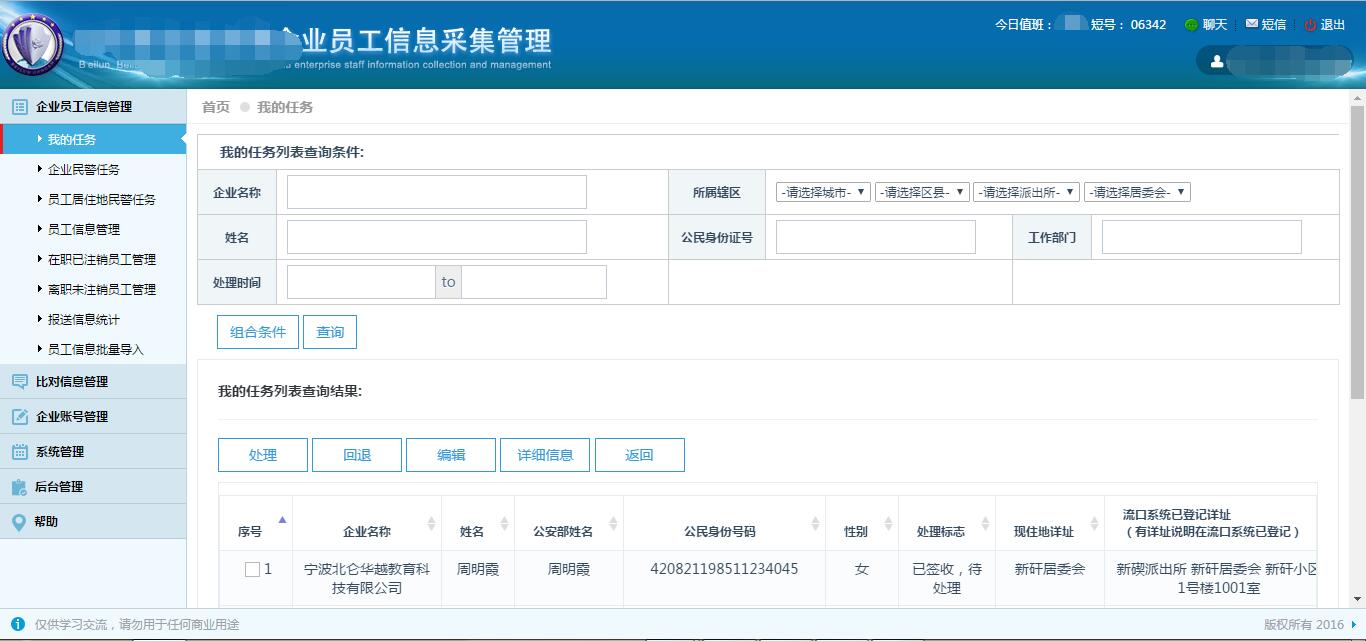 今日值班： 短号： 06342 聊天 短信 退出
业员工信息采集管理
enterprise staff information collection and management
企业员工信息管理
我的任务
企业民警任务
员工居住地民警任务
员工信息管理
在职已注销员工管理
离职未注销员工管理
报送信息统计
员工信息批量导入
比对信息管理
企业账号管理
系统管理
后台管理
帮助
首页 我的任务
我的任务列表查询条件:
企业名称 所属辖区 -请选择城市- -请选择区县- -请选择派出所- -请选择居委会-
姓名 公民身份证号 工作部门
处理时间 to
组合条件 查询
我的任务列表查询结果:
处理 回退 编辑 详细信息 返回
序号 企业名称 姓名 公安部姓名 公民身份号码 性别 处理标志 现住地详址 流口系统已登记详址
（有详址说明在流口系统已登记）
1 宁波北仑华越教育科 周明霞 周明霞 420821198511234045 女 已签收，待 新矸居委会 新碶派出所 新矸居委会 新矸小区
技有限公司 处理 1号楼1001室
仅供学习交流，请勿用于任何商业用途 版权所有 2016